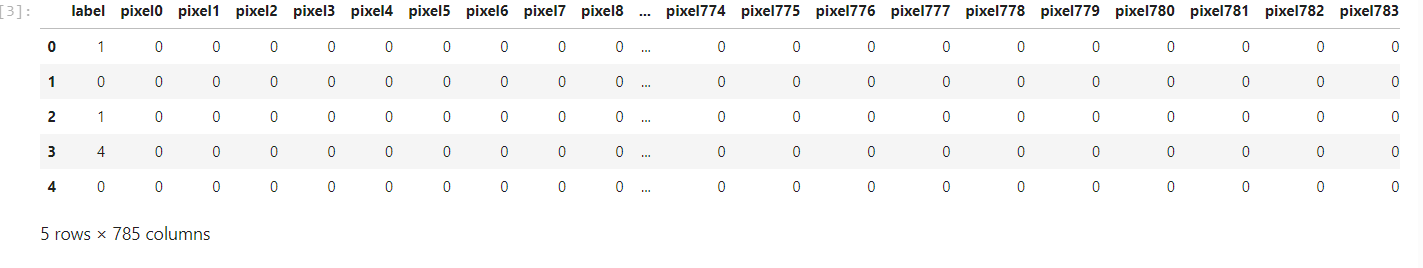 [3]: label pixel0 pixel1 pixel2 pixel3 pixel4 pixel5 pixel6 pixel7 pixel8 ... pixel774 pixel775 pixel776 pixel777 pixel778 pixel779 pixel780 pixel781 pixel782 pixel783
0 1 0 0 0 0 0 0 0 0 0 ... 0 0 0 0 0 0 0 0 0 0
1 0 0 0 0 0 0 0 0 0 0 ... 0 0 0 0 0 0 0 0 0 0
2 1 0 0 0 0 0 0 0 0 0 ... 0 0 0 0 0 0 0 0 0 0
3 4 0 0 0 0 0 0 0 0 0 ... 0 0 0 0 0 0 0 0 0 0
4 0 0 0 0 0 0 0 0 0 0 ... 0 0 0 0 0 0 0 0 0 0
5 rows × 785 columns